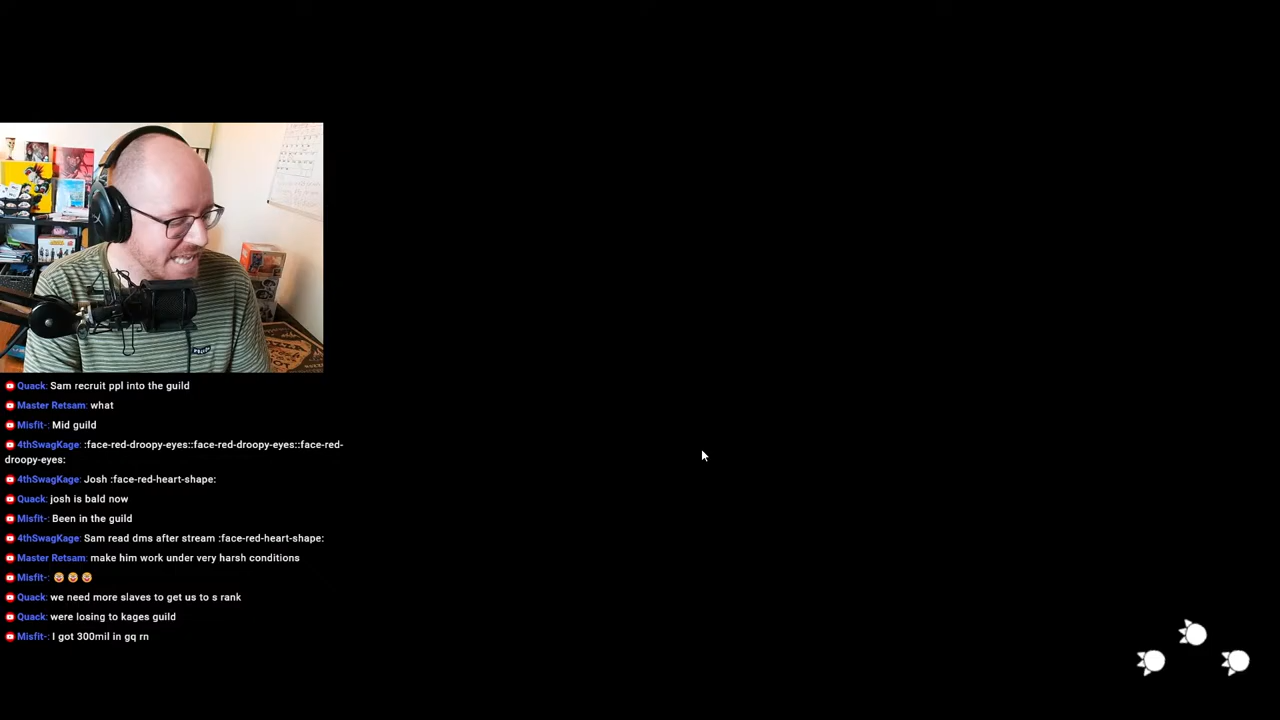 Quack: Sam recruit ppl into the guild
Master Retsam: what
Misfit-: Mid guild
4thSwagKage: :face-red-droopy-eyes::face-red-droopy-eyes::face-red-
droopy-eyes:
4thSwagKage: Josh :face-red-heart-shape:
Quack: josh is bald now
Misfit-: Been in the guild
4thSwagKage: Sam read dms after stream :face-red-heart-shape:
Master Retsam: make him work under very harsh conditions
Misfit-: 🤡 🤡 🤡
Quack: we need more slaves to get us to s rank
Quack: were losing to kages guild
Misfit-: I got 300mil in gq rn